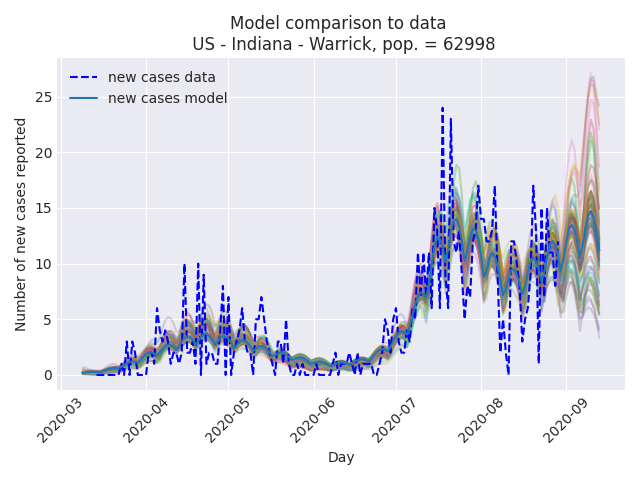 Model comparison to data
US - Indiana - Warrick, pop. = 62998
new cases data
new cases model
Number of new cases reported
25
20
15
10
5
0
2020-03
2020-04
2020-05
2020-06
2020-07
2020-08
2020-09
Day